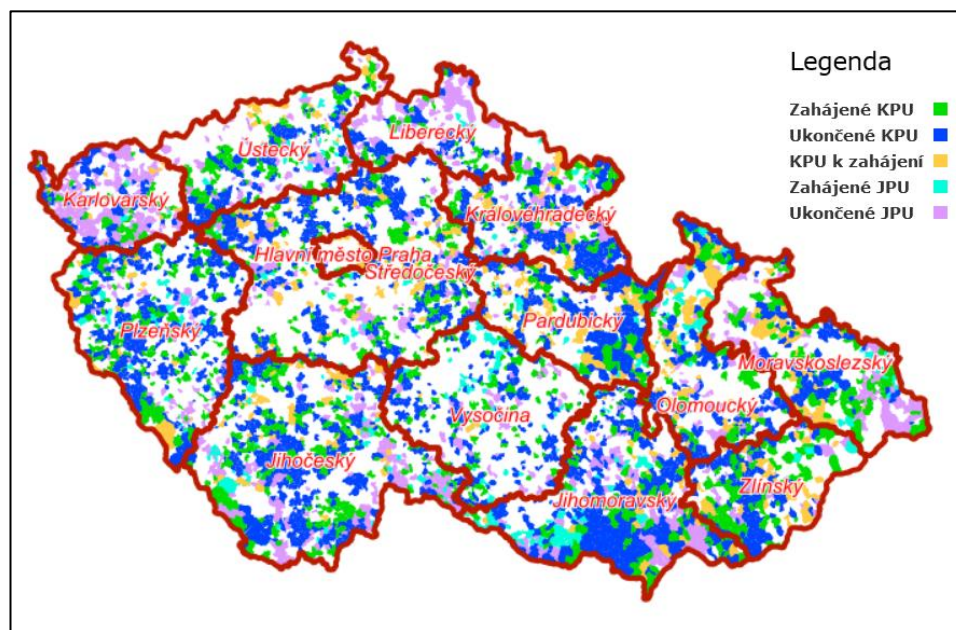 Legenda
Zahájené KPU
Ukončené KPU
KPU k zahájení
Zahájené JPU
Ukončené JPU
Liberecký
Ústecký
Karlovarský
Královéhradecký
Hlavní město Praha
Středočeský
Pardubický
Plzeňský
Moravskoslezský
Olomoucký
Vysočina
Jihočeský
Zlínský
Jihomoravský